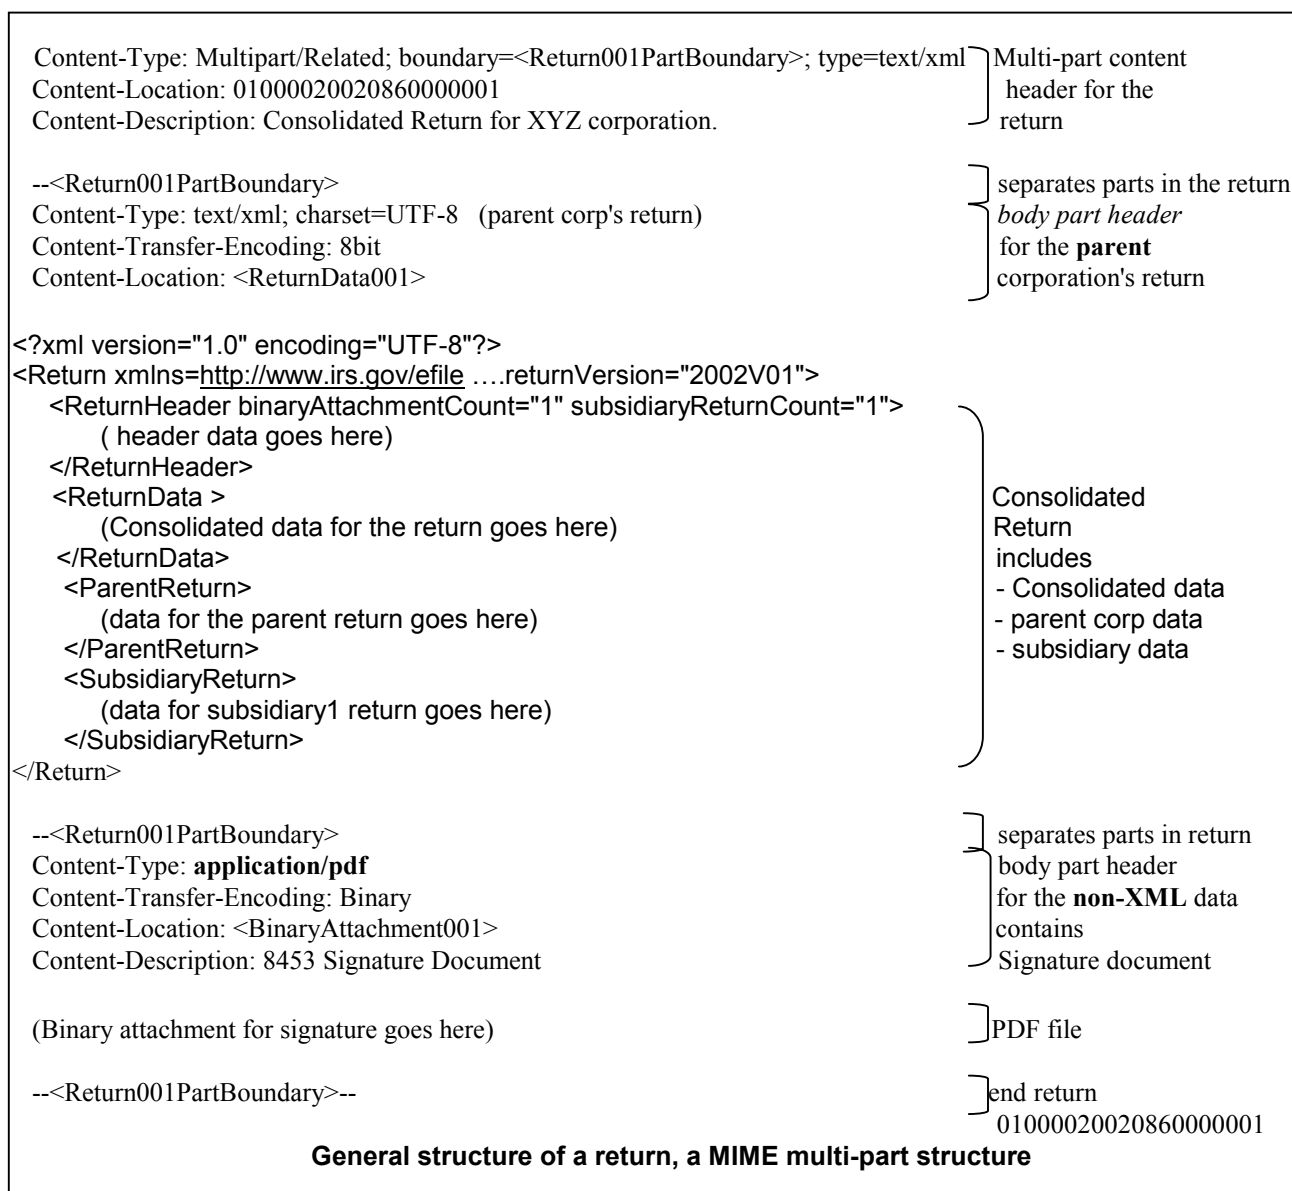 Content-Type: Multipart/Related; boundary=<Return001PartBoundary>; type=text/xml Multi-part content
Content-Location: 01000020020860000001 header for the
Content-Description: Consolidated Return for XYZ corporation. return
--<Return001PartBoundary> separates parts in the return
Content-Type: text/xml; charset=UTF-8 (parent corp's return) body part header
Content-Transfer-Encoding: 8bit for the parent
Content-Location: <ReturnData001> corporation's return
<?xml version="1.0" encoding="UTF-8"?>
<Return xmlns=http://www.irs.gov/efile ….returnVersion="2002V01">
<ReturnHeader binaryAttachmentCount="1" subsidiaryReturnCount="1">
( header data goes here)
</ReturnHeader>
<ReturnData > Consolidated
(Consolidated data for the return goes here) Return
</ReturnData> includes
<ParentReturn> - Consolidated data
(data for the parent return goes here) - parent corp data
</ParentReturn> - subsidiary data
<SubsidiaryReturn>
(data for subsidiary1 return goes here)
</SubsidiaryReturn>
</Return>
--<Return001PartBoundary> separates parts in return
Content-Type: application/pdf body part header
Content-Transfer-Encoding: Binary for the non-XML data
Content-Location: <BinaryAttachment001> contains
Content-Description: 8453 Signature Document Signature document
(Binary attachment for signature goes here) PDF file
--<Return001PartBoundary>-- end return
01000020020860000001
General structure of a return, a MIME multi-part structure